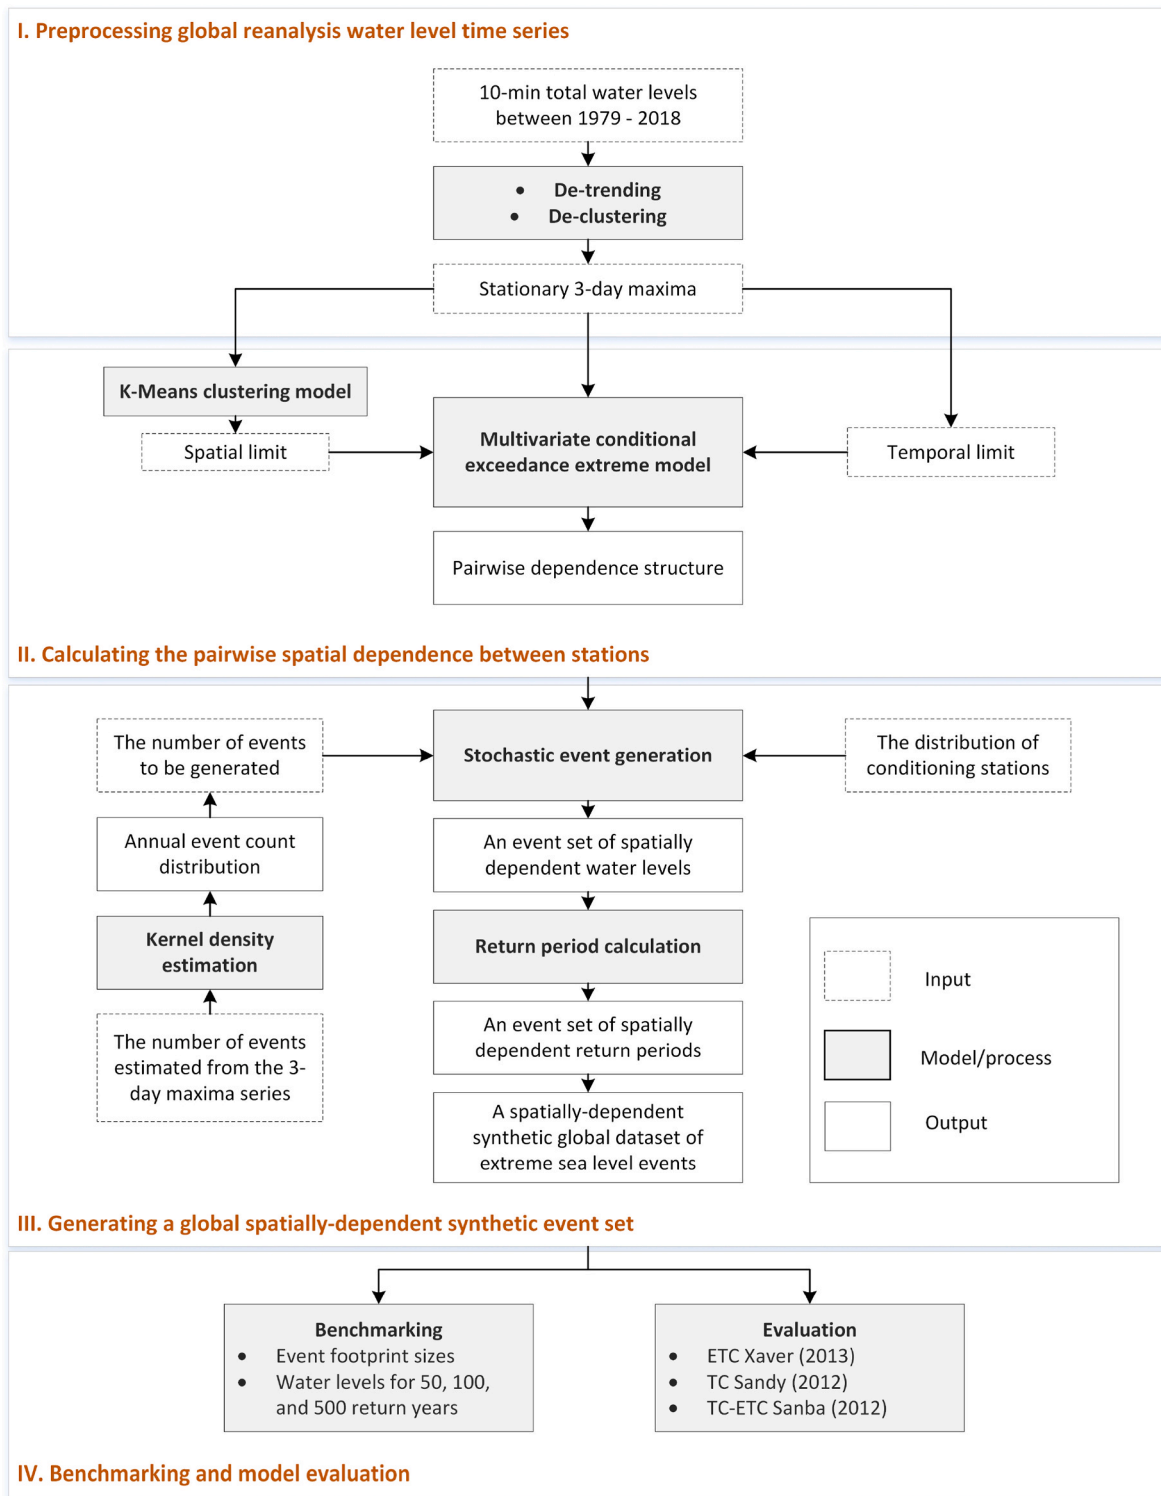 I. Preprocessing global reanalysis water level time series
10-min total water levels
between 1979 - 2018
• De-trending
• De-clustering
Stationary 3-day maxima
K-Means clustering model
Spatial limit
Multivariate conditional
exceedance extreme model
Temporal limit
Pairwise dependence structure
II. Calculating the pairwise spatial dependence between stations
The number of events
to be generated
Stochastic event generation
The distribution of
conditioning stations
Annual event count
distribution
An event set of spatially
dependent water levels
Kernel density
estimation
Return period calculation
The number of events
estimated from the 3-
day maxima series
An event set of spatially
dependent return periods
A spatially-dependent
synthetic global dataset of
extreme sea level events
Input
Model/process
Output
III. Generating a global spatially-dependent synthetic event set
Benchmarking
• Event footprint sizes
• Water levels for 50, 100,
and 500 return years
Evaluation
• ETC Xaver (2013)
• TC Sandy (2012)
• TC-ETC Sanba (2012)
IV. Benchmarking and model evaluation